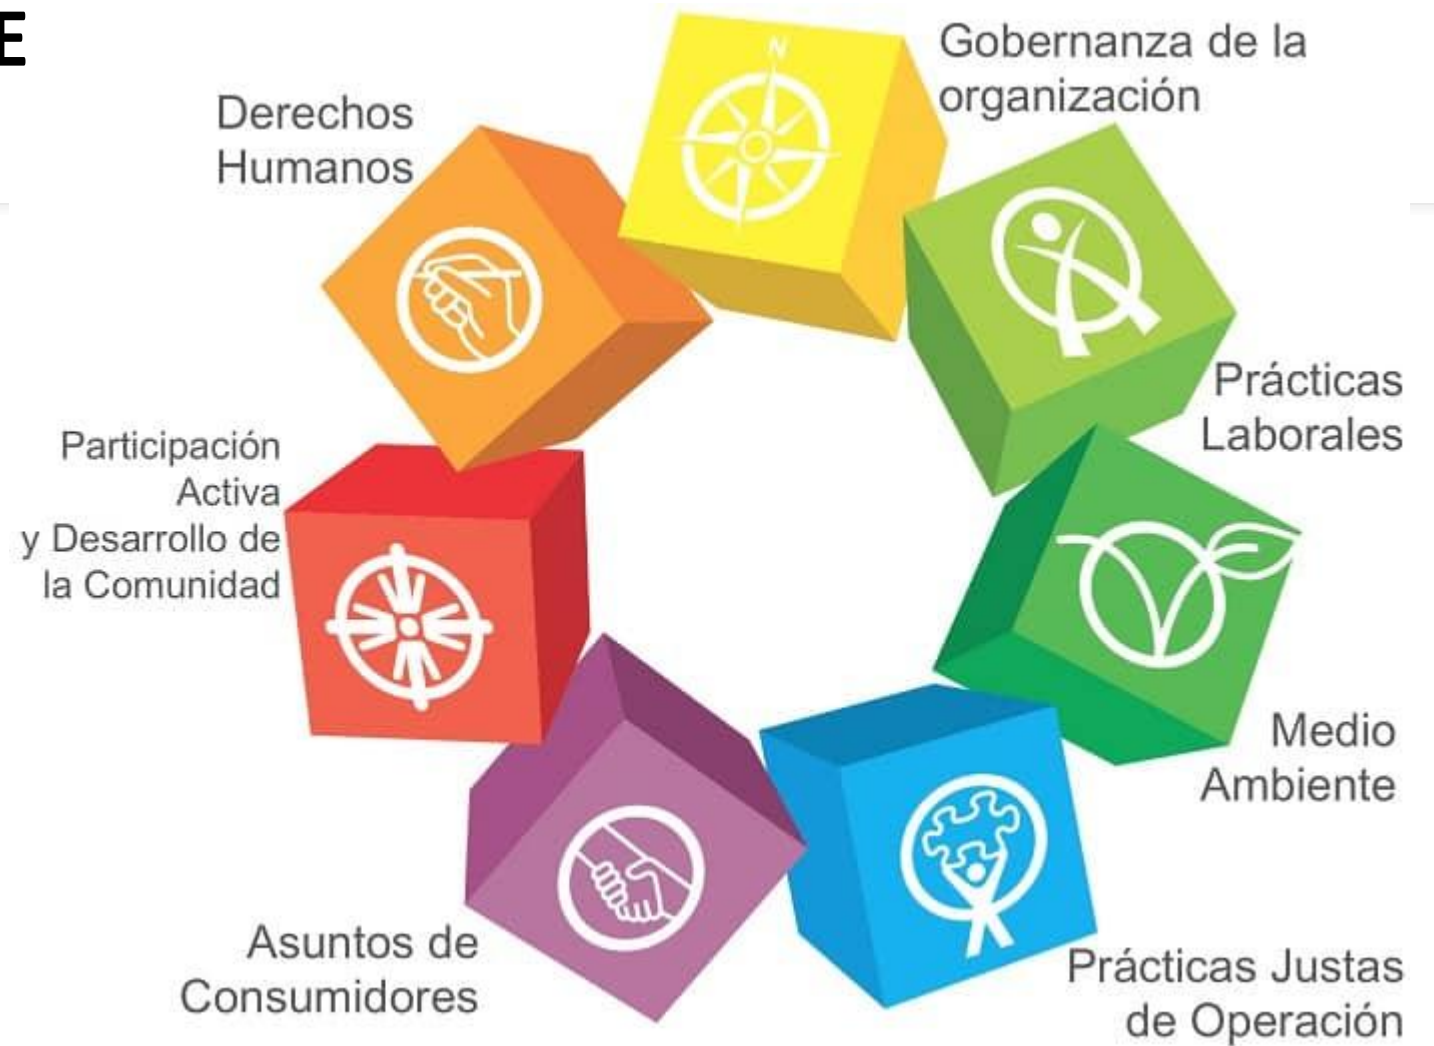 E
Gobernanza de la
organización
Derechos
Humanos
N
Prácticas
Laborales
Participación
Activa
y Desarrollo de
la Comunidad
Medio
Ambiente
Asuntos de
Consumidores
Prácticas Justas
de Operación